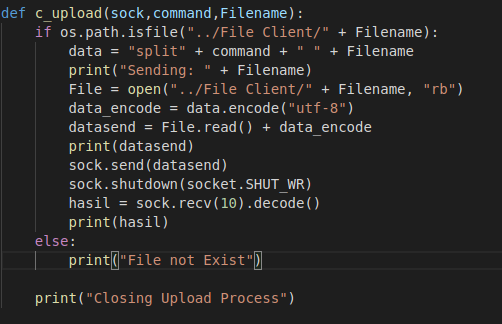 def c_upload(sock,command,Filename):
    if os.path.isfile("../File Client/" + Filename):
        data = "split" + command + " " + Filename
        print("Sending: " + Filename)
        File = open("../File Client/" + Filename, "rb")
        data_encode = data.encode("utf-8")
        datasend = File.read() + data_encode
        print(datasend)
        sock.send(datasend)
        sock.shutdown(socket.SHUT_WR)
        hasil = sock.recv(10).decode()
        print(hasil)
    else:
        print("File not Exist")
    print("Closing Upload Process")